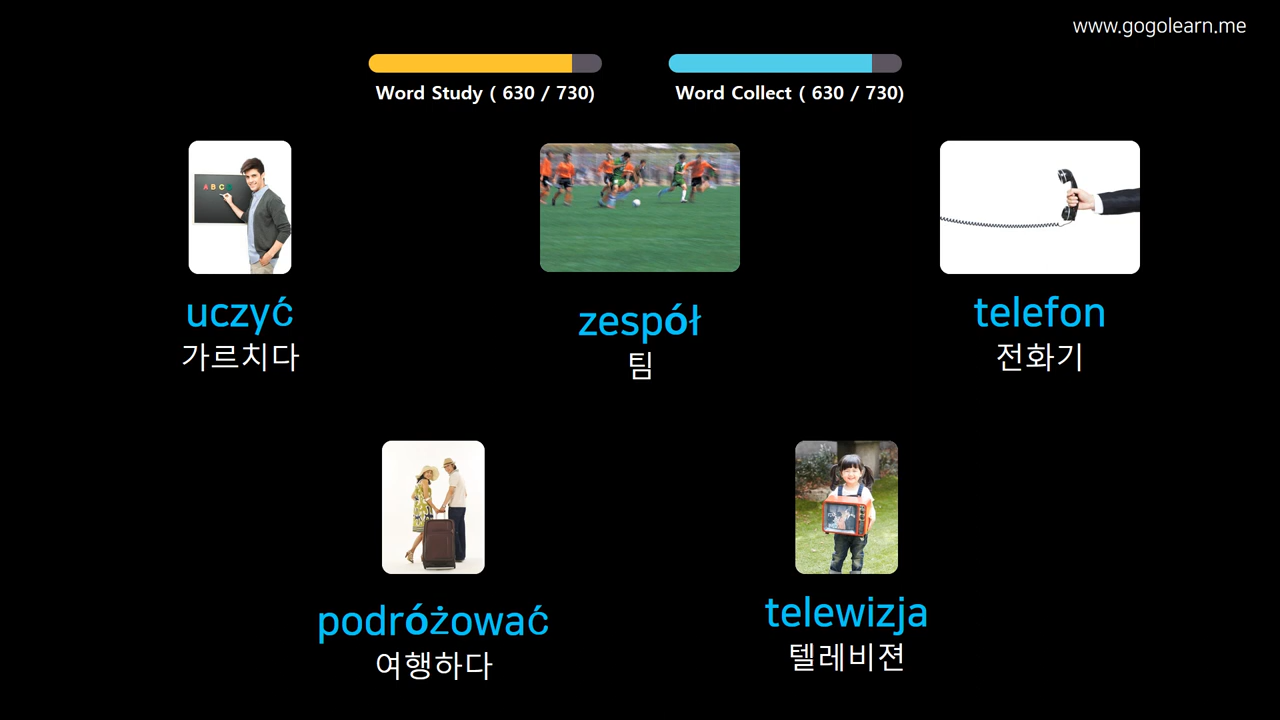 www.gogolearn.me
Word Study ( 630 / 730)
Word Collect ( 630 / 730)
A B C
uczyć
가르치다
zespół
팀
telefon
전화기
podróżować
여행하다
telewizja
텔레비젼